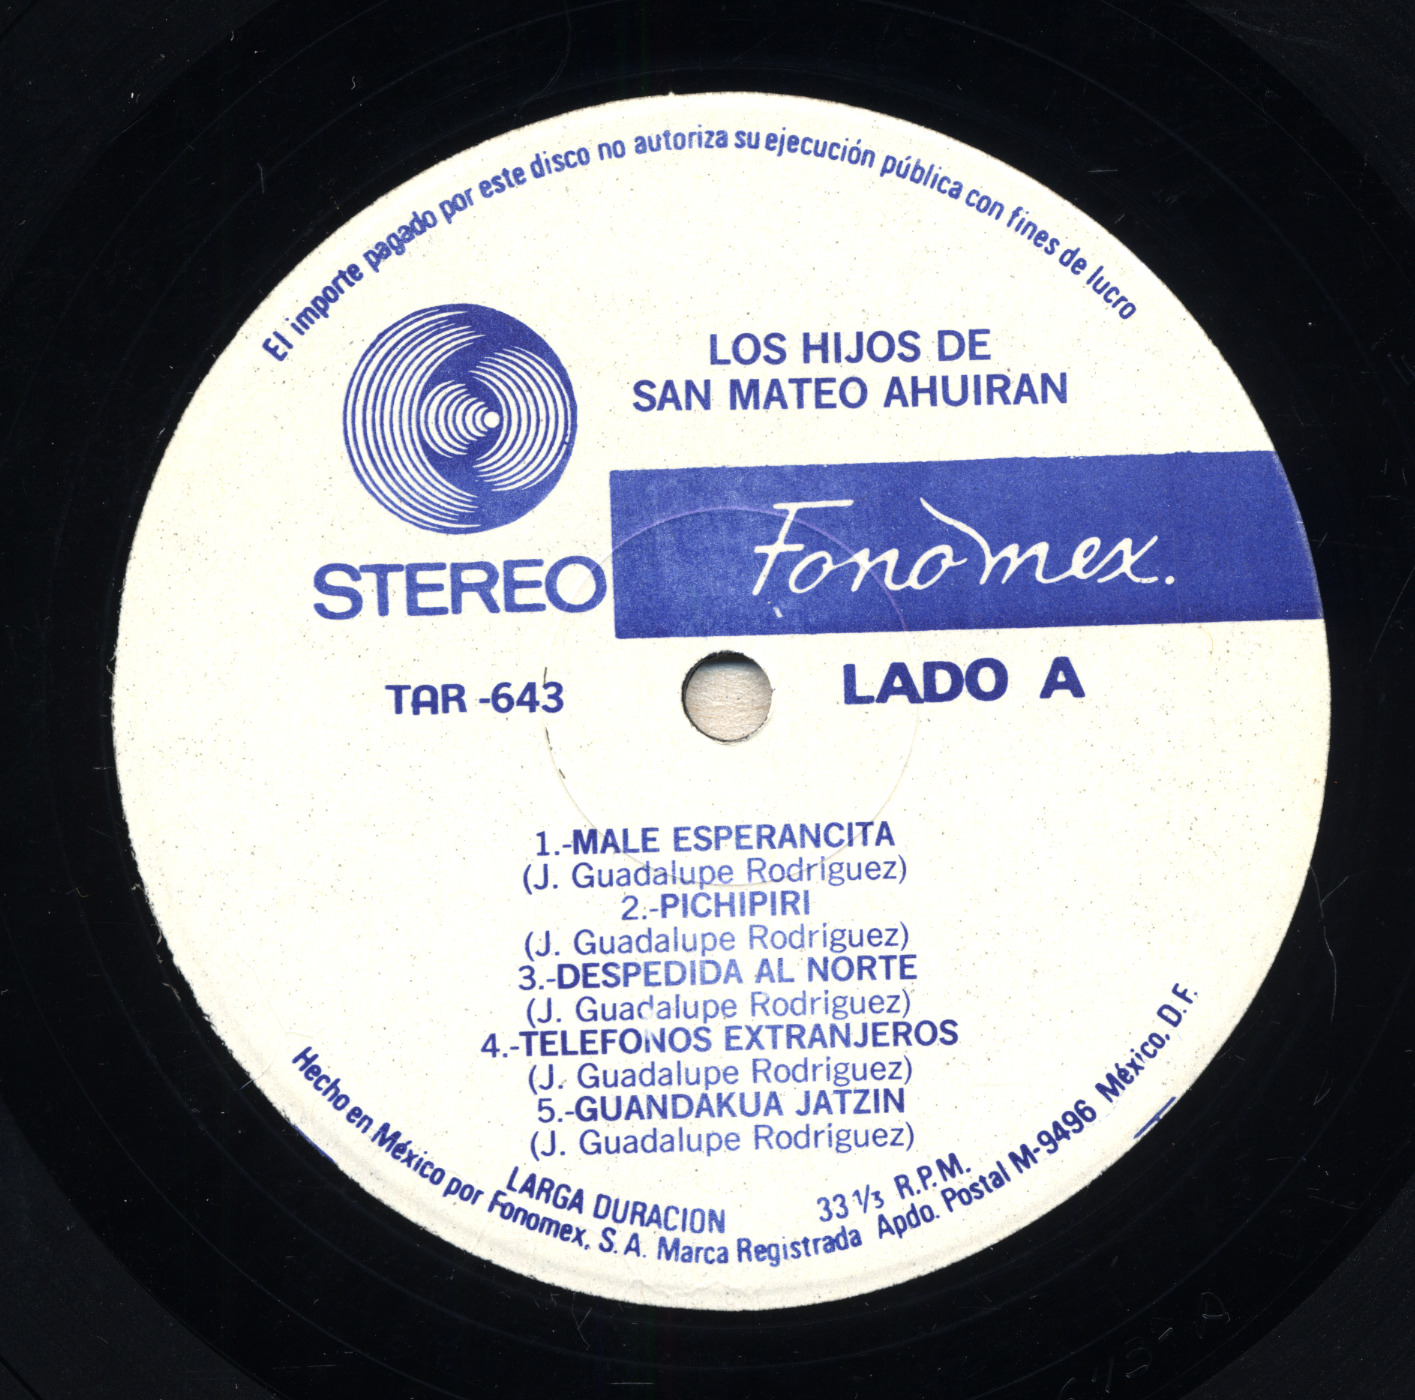 El importe pagado por este disco no autoriza su ejecución pública con fines de lucro
LOS HIJOS DE
SAN MATEO AHUIRAN
Fonomex.
STEREO
TAR -643
LADO A
1.-MALE ESPERANCITA
(J. Guadalupe Rodriguez)
2.-PICHIPIRI
(J. Guadalupe Rodriguez)
3.-DESPEDIDA AL NORTE
(J. Guadalupe Rodriguez)
4.-TELEFONOS EXTRANJEROS
(J. Guadalupe Rodriguez)
5.-GUANDAKUA JATZIN
(J. Guadalupe Rodriguez)
LARGA DURACION
33 1/3 R.P.M.
Hecho en México por Fonomex, S.A. Marca Registrada Apdo. Postal M-9496 México, D.F.